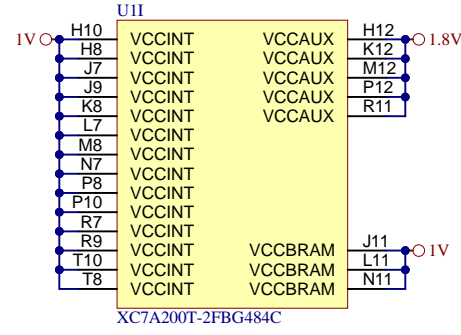 U1I
1V H10 VCCINT VCCAUX H12 1.8V
H8 VCCINT VCCAUX K12
J7 VCCINT VCCAUX M12
J9 VCCINT VCCAUX P12
K8 VCCINT VCCAUX R11
L7 VCCINT
M8 VCCINT
N7 VCCINT
P8 VCCINT
P10 VCCINT
R7 VCCINT
R9 VCCINT VCCBRAM J11 1V
T10 VCCINT VCCBRAM L11
T8 VCCINT VCCBRAM N11
XC7A200T-2FBG484C